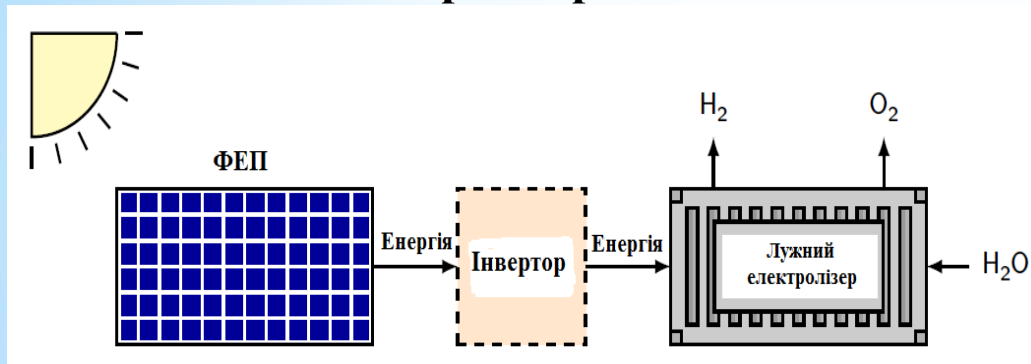 H₂
O₂
ФЕП
Енергія
Інвертор
Енергія
Лужний
електролізер
H₂O